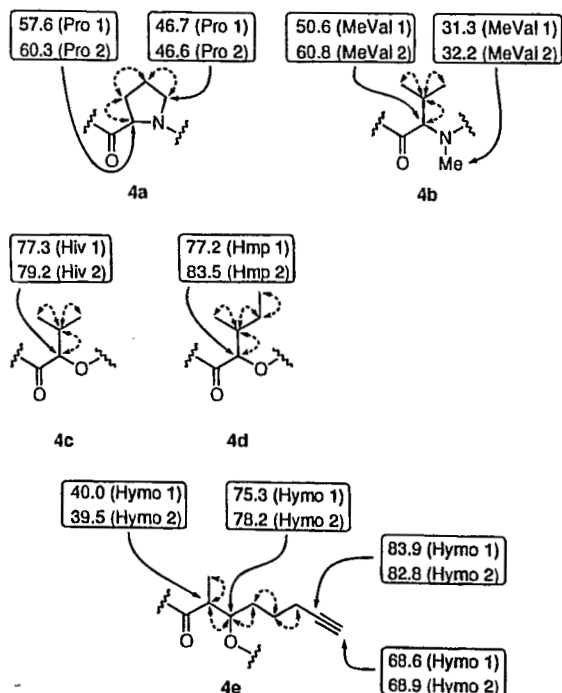 57.6 (Pro 1)
60.3 (Pro 2)
46.7 (Pro 1)
46.6 (Pro 2)
50.6 (MeVal 1)
60.8 (MeVal 2)
31.3 (MeVal 1)
32.2 (MeVal 2)
N
O
4a
N
O
Me
4b
77.3 (Hiv 1)
79.2 (Hiv 2)
77.2 (Hmp 1)
83.5 (Hmp 2)
O
O
4c
O
O
4d
40.0 (Hymo 1)
39.5 (Hymo 2)
75.3 (Hymo 1)
78.2 (Hymo 2)
83.9 (Hymo 1)
82.8 (Hymo 2)
O
O
4e
68.6 (Hymo 1)
68.9 (Hymo 2)